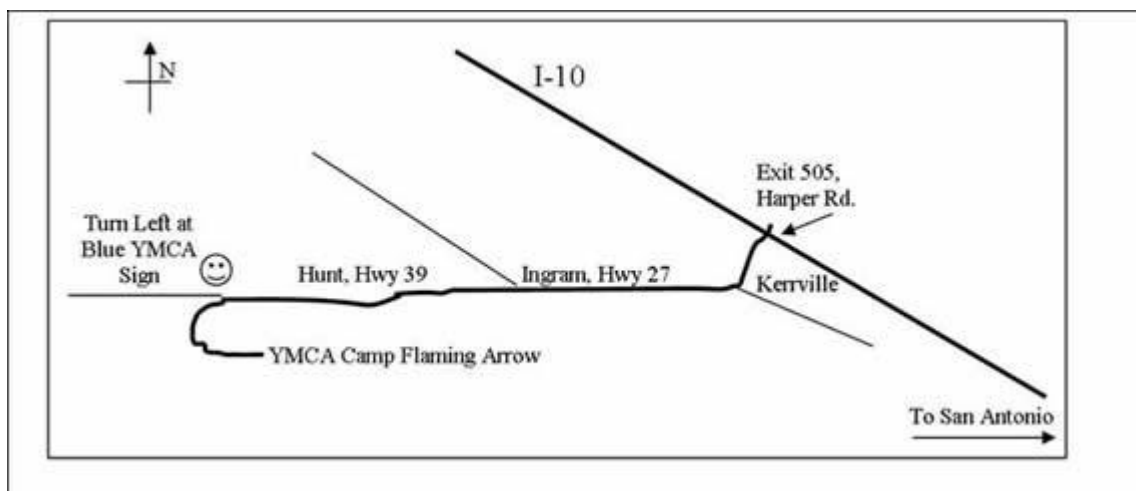 N
I-10
Exit 505,
Harper Rd.
Turn Left at
Blue YMCA
Sign
Hunt, Hwy 39
Ingram, Hwy 27
Kerrville
YMCA Camp Flaming Arrow
To San Antonio